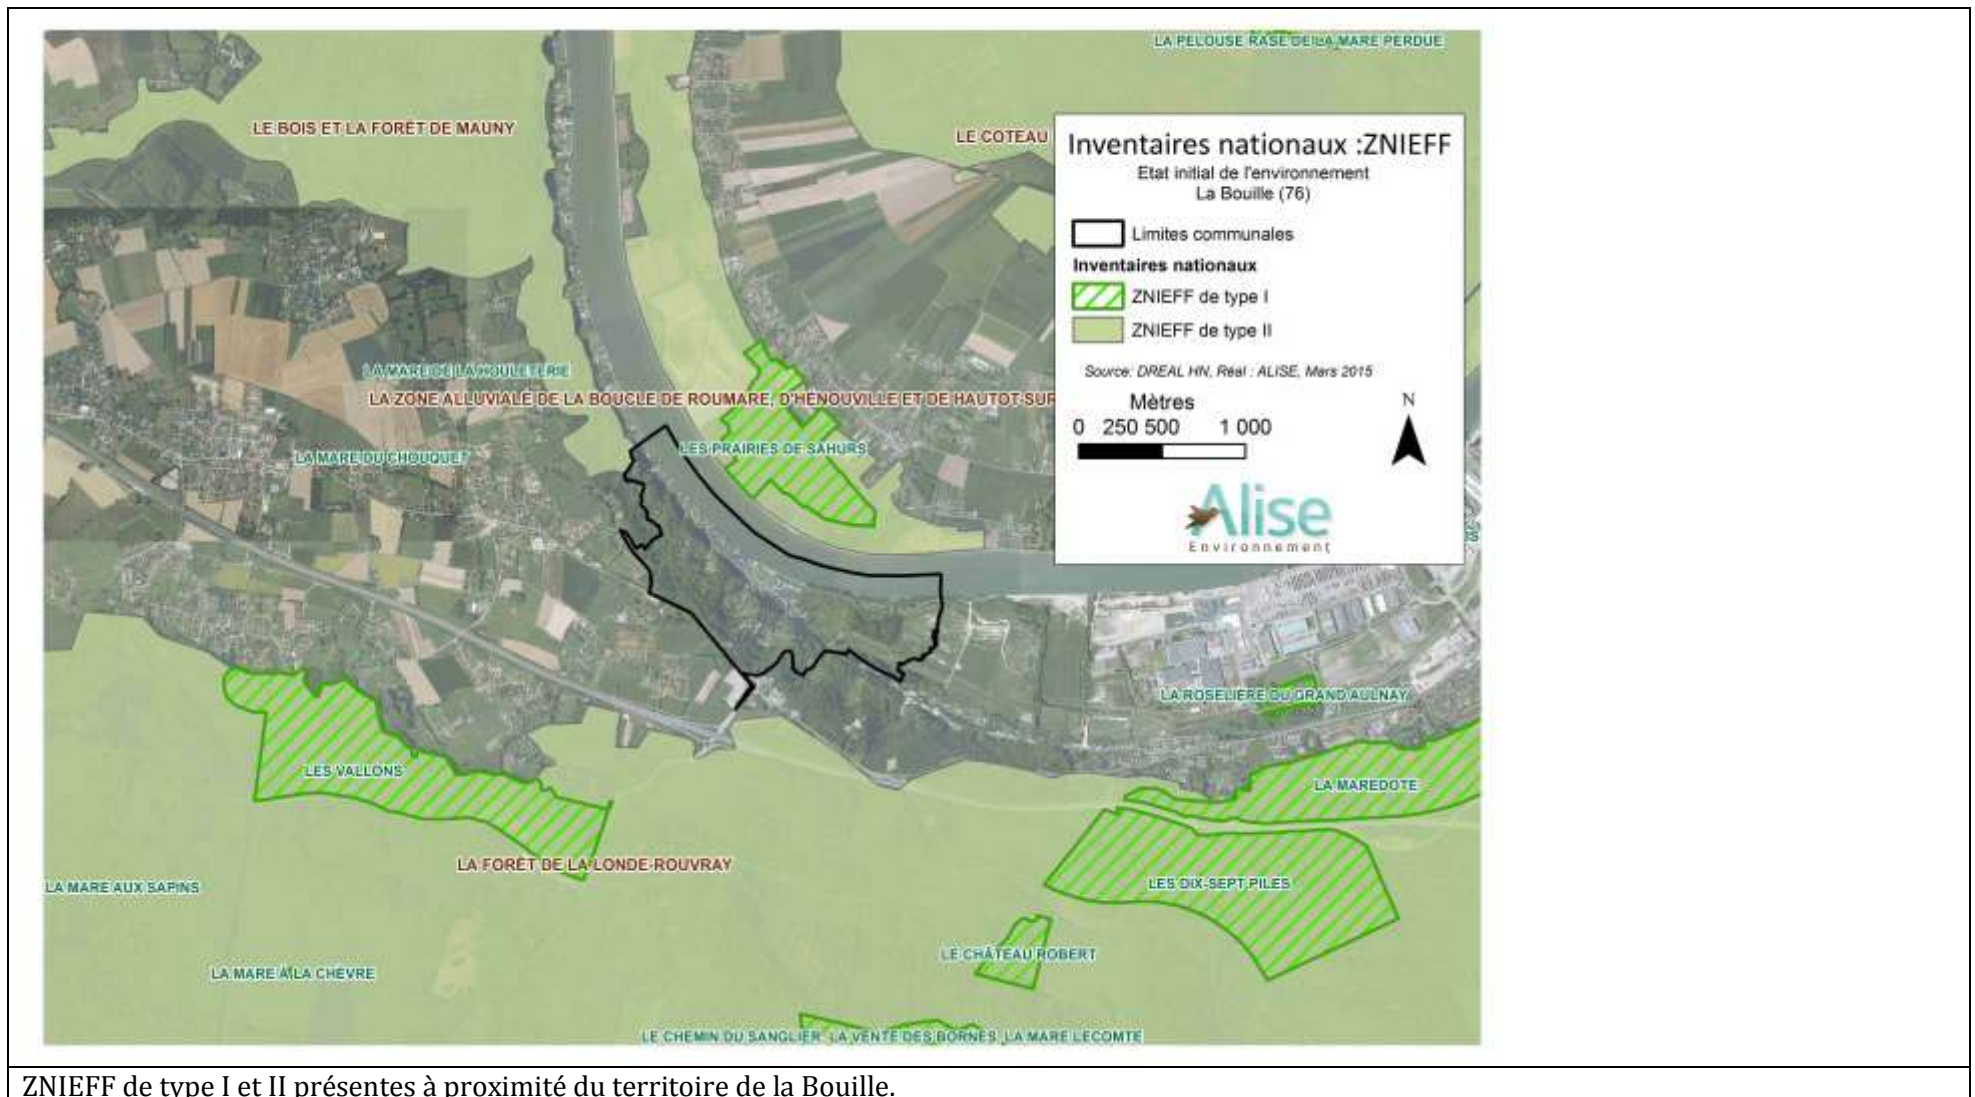 LA PELOUSE RASE DE LA MARE PERDUE
LE BOIS ET LA FORÊT DE MAUNY
LE COTEAU
Inventaires nationaux :ZNIEFF
Etat initial de l'environnement
La Bouille (76)
Limites communales
Inventaires nationaux
ZNIEFF de type I
ZNIEFF de type II
Source: DREAL HN, Réal : ALISE, Mars 2015
Mètres
0 250 500 1 000
N
Alise
Environnement
LA MARE DE LA HOULETERIE
LA ZONE ALLUVIALE DE LA BOUCLE DE ROUMARE, D'HÉNOUVILLE ET DE HAUTOT-SUR
LES PRAIRIES DE SAHURS
LA MARE DU CHOUQUET
LA ROSELIÈRE DU GRAND AULNAY
LES VALLONS
LA MAREDOTE
LA FORÊT DE LA LONDE-ROUVRAY
LA MARE AUX SAPINS
LES DIX-SEPT PILES
LE CHÂTEAU ROBERT
LA MARE À LA CHÈVRE
LE CHEMIN DU SANGLIER, LA VENTE DES BORNES, LA MARE LECOMTE
ZNIEFF de type I et II présentes à proximité du territoire de la Bouille.